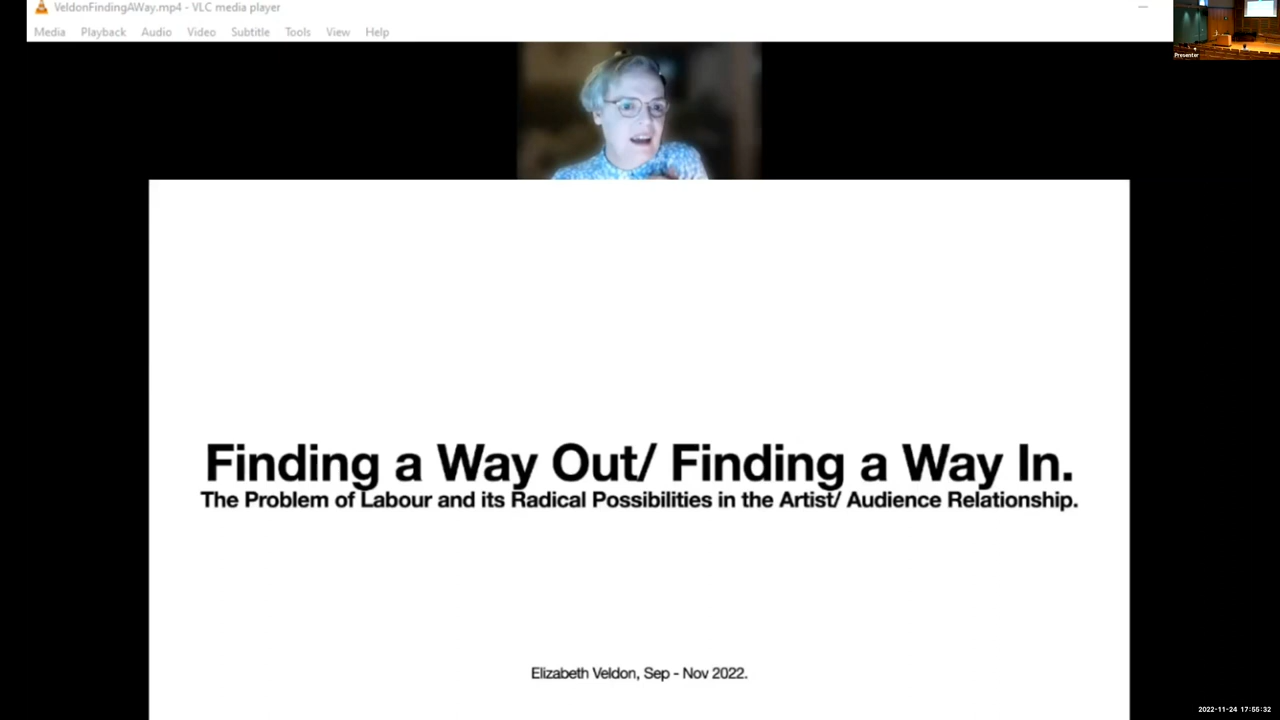 VeldonFindingAWay.mp4 - VLC media player
Media Playback Audio Video Subtitle Tools View Help
Presenter
Finding a Way Out/ Finding a Way In.
The Problem of Labour and its Radical Possibilities in the Artist/ Audience Relationship.
Elizabeth Veldon, Sep - Nov 2022.
2022-11-24 17:55:32